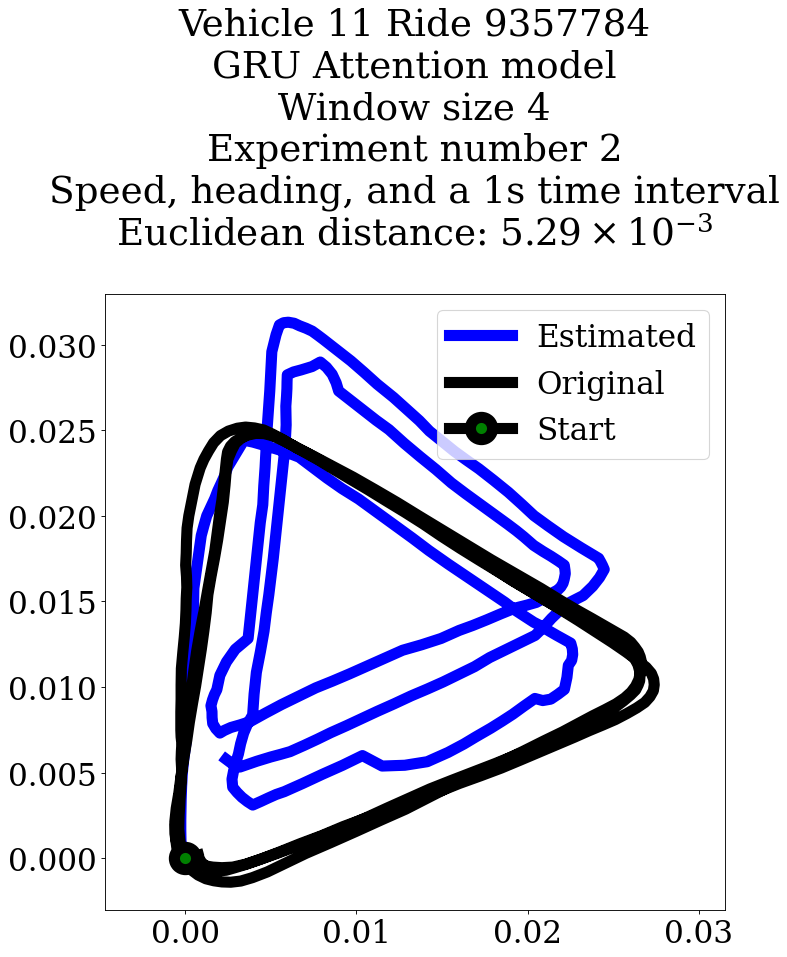 Vehicle 11 Ride 9357784
GRU Attention model
Window size 4
Experiment number 2
Speed, heading, and a 1s time interval
Euclidean distance: 5.29 × 10⁻³
Estimated
Original
Start
0.030
0.025
0.020
0.015
0.010
0.005
0.000
0.00 0.01 0.02 0.03